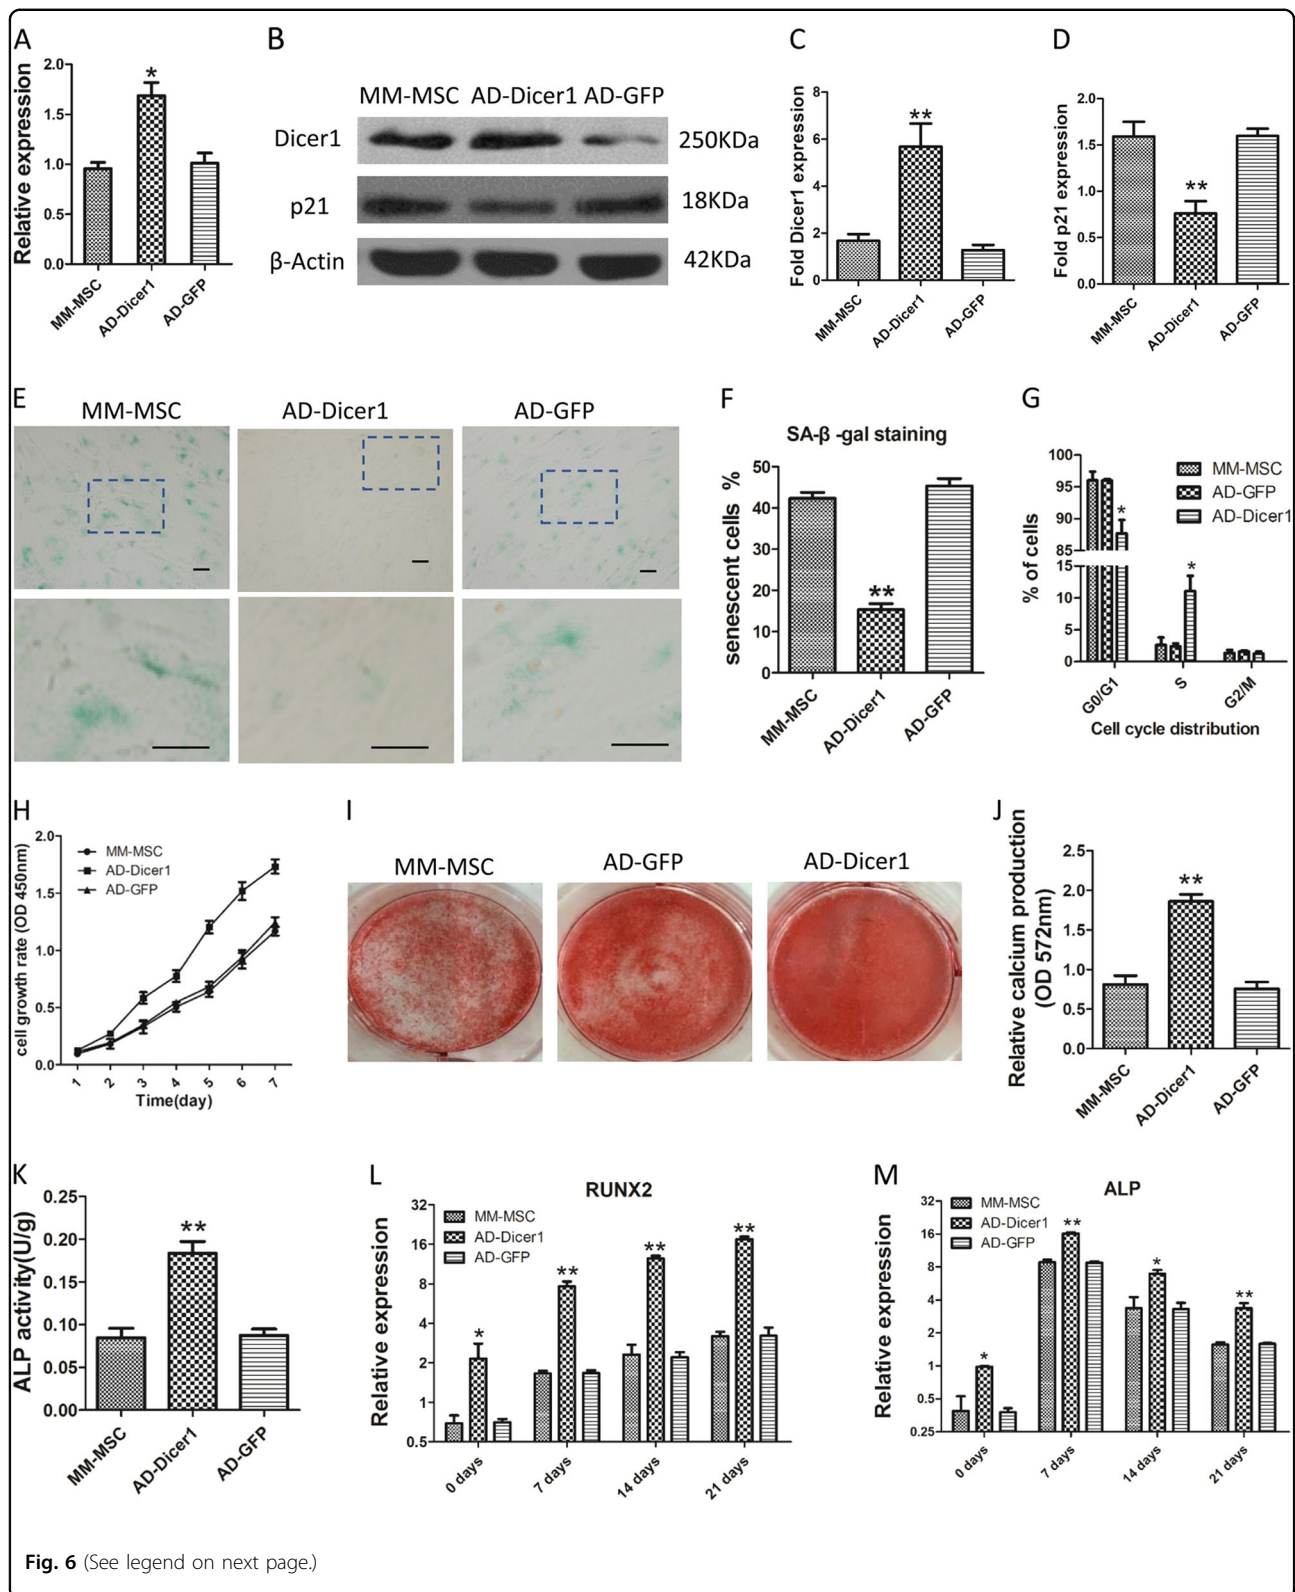 A
Relative expression
2.0
1.5
1.0
0.5
0.0
*
MM-MSC
AD-Dicer1
AD-GFP
B
MM-MSC AD-Dicer1 AD-GFP
Dicer1
250KDa
p21
18KDa
β-Actin
42KDa
C
Fold Dicer1 expression
8
6
4
2
0
**
MM-MSC
AD-Dicer1
AD-GFP
D
Fold p21 expression
2.0
1.5
1.0
0.5
0.0
**
MM-MSC
AD-Dicer1
AD-GFP
E
MM-MSC
AD-Dicer1
AD-GFP
F
SA-β -gal staining
senescent cells %
50
40
30
20
10
0
**
MM-MSC
AD-Dicer1
AD-GFP
G
% of cells
100
95
90
85
15
10
5
0
MM-MSC
AD-GFP
AD-Dicer1
*
*
G0/G1
S
G2/M
Cell cycle distribution
H
cell growth rate (OD 450nm)
2.0
1.5
1.0
0.5
0.0
MM-MSC
AD-Dicer1
AD-GFP
1
2
3
4
5
6
7
Time(day)
I
MM-MSC
AD-GFP
AD-Dicer1
J
Relative calcium production
(OD 572nm)
2.5
2.0
1.5
1.0
0.5
0.0
**
MM-MSC
AD-Dicer1
AD-GFP
K
ALP activity(U/g)
0.25
0.20
0.15
0.10
0.05
0.00
**
MM-MSC
AD-Dicer1
AD-GFP
L
RUNX2
Relative expression
32
16
8
4
2
1
0.5
MM-MSC
AD-Dicer1
AD-GFP
*
**
**
**
0 days
7 days
14 days
21 days
M
ALP
Relative expression
32
16
8
4
2
1
0.5
0.25
MM-MSC
AD-Dicer1
AD-GFP
*
**
*
**
0 days
7 days
14 days
21 days
Fig. 6 (See legend on next page.)